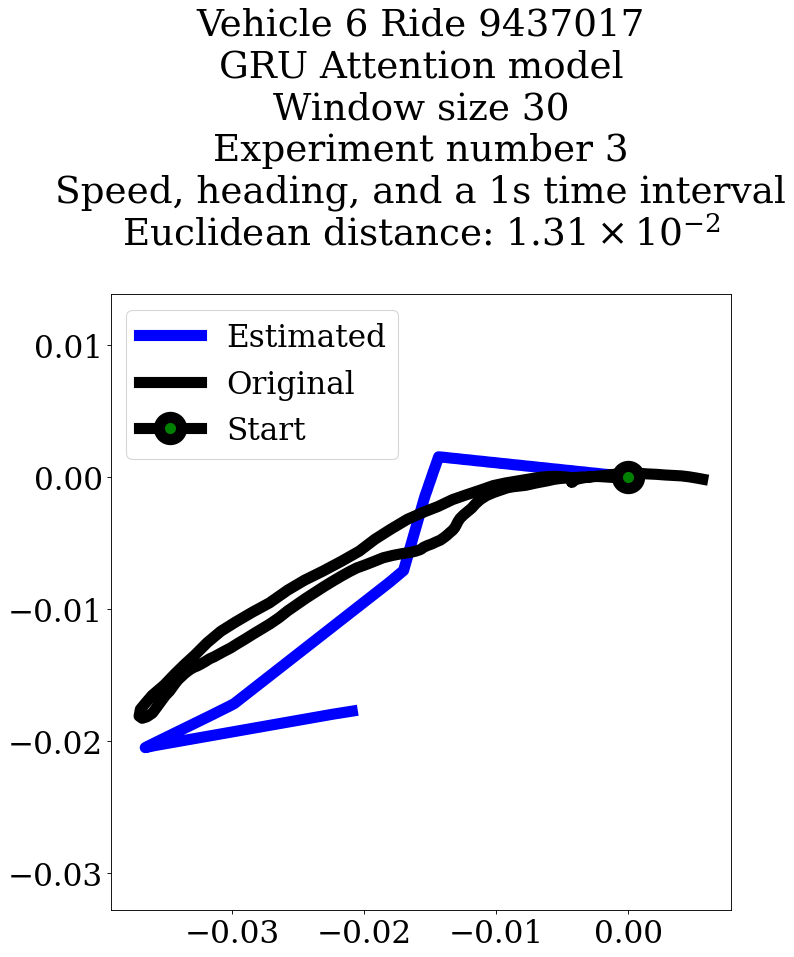 Vehicle 6 Ride 9437017
GRU Attention model
Window size 30
Experiment number 3
Speed, heading, and a 1s time interval
Euclidean distance: 1.31 × 10⁻²
Estimated
Original
Start
0.01
0.00
−0.01
−0.02
−0.03
−0.03 −0.02 −0.01 0.00